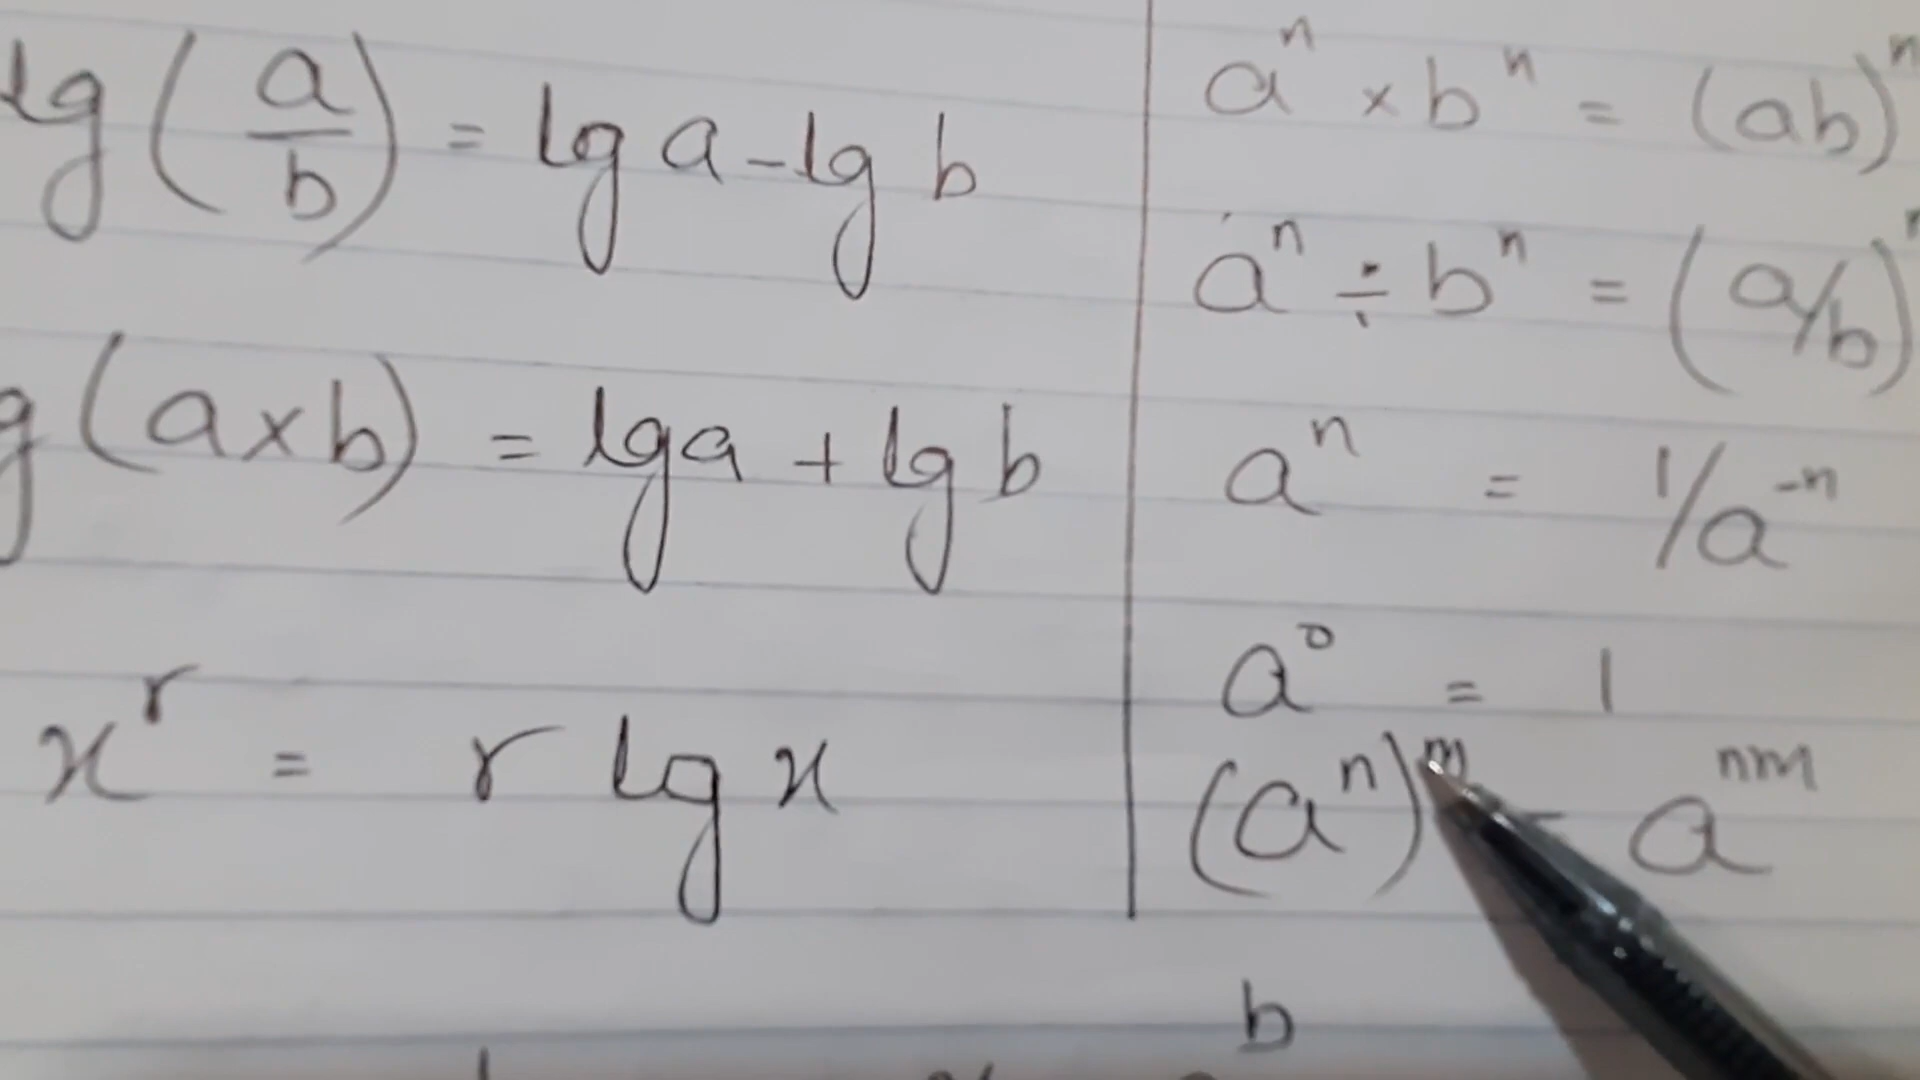 lg (a/b) = lg a - lg b
g (a×b) = lg a + lg b
x^r = r lg x
a^n × b^n = (ab)^n
a^n ÷ b^n = (a/b)^n
a^n = 1/a^-n
a^0 = 1
(a^n)^m = a^nm
b